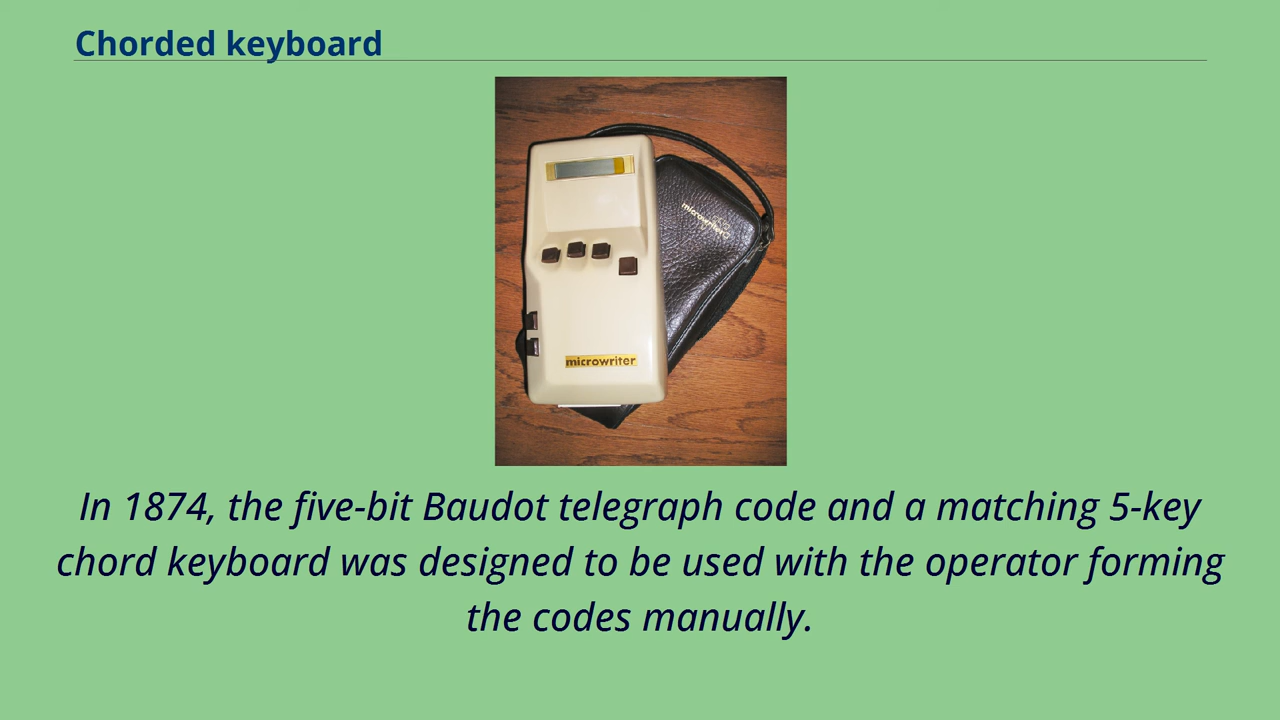 Chorded keyboard
microwriter
microwriter
In 1874, the five-bit Baudot telegraph code and a matching 5-key
chord keyboard was designed to be used with the operator forming
the codes manually.